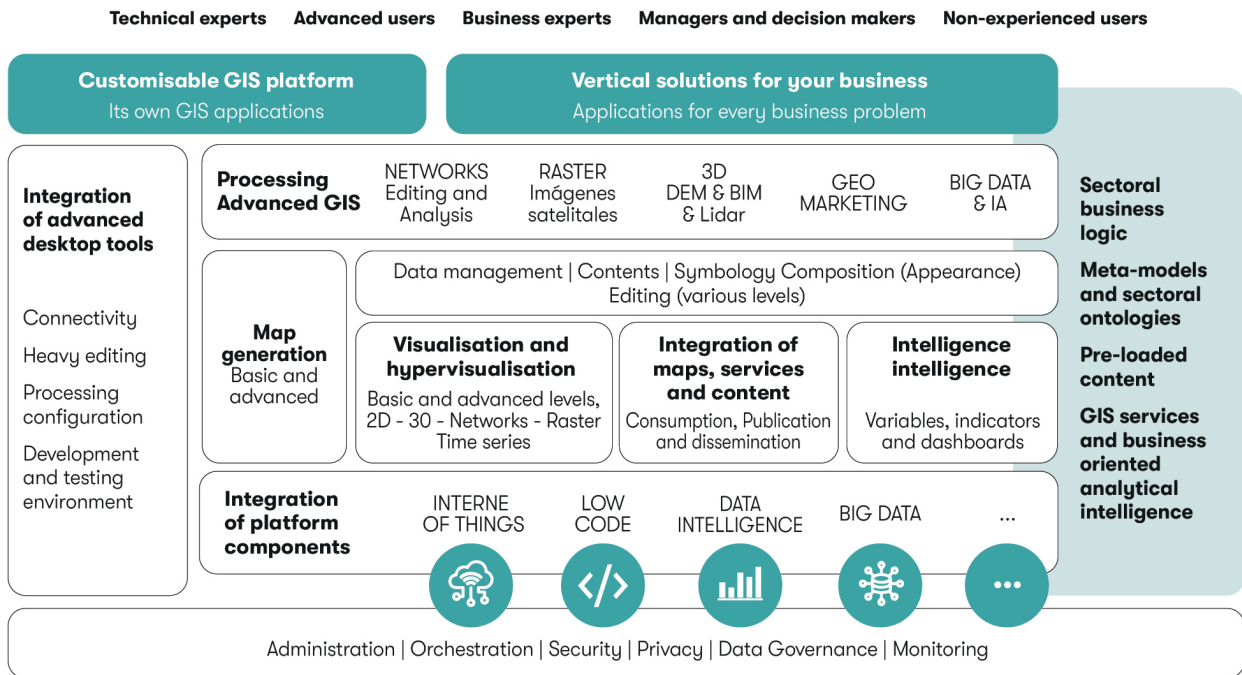 Technical experts Advanced users Business experts Managers and decision makers Non-experienced users
Customisable GIS platform
Its own GIS applications
Vertical solutions for your business
Applications for every business problem
Integration
of advanced
desktop tools
Connectivity
Heavy editing
Processing
configuration
Development
and testing
environment
Processing
Advanced GIS
NETWORKS
Editing and
Analysis
RASTER
Imágenes
satelitales
3D
DEM & BIM
& Lidar
GEO
MARKETING
BIG DATA
& IA
Map
generation
Basic and
advanced
Data management | Contents | Symbology Composition (Appearance)
Editing (various levels)
Visualisation and
hypervisualisation
Basic and advanced levels,
2D - 30 - Networks - Raster
Time series
Integration of
maps, services
and content
Consumption, Publication
and dissemination
Intelligence
intelligence
Variables, indicators
and dashboards
Integration
of platform
components
INTERNE
OF THINGS
LOW
CODE
DATA
INTELLIGENCE
BIG DATA
...
Sectoral
business
logic
Meta-models
and sectoral
ontologies
Pre-loaded
content
GIS services
and business
oriented
analytical
intelligence
Administration | Orchestration | Security | Privacy | Data Governance | Monitoring